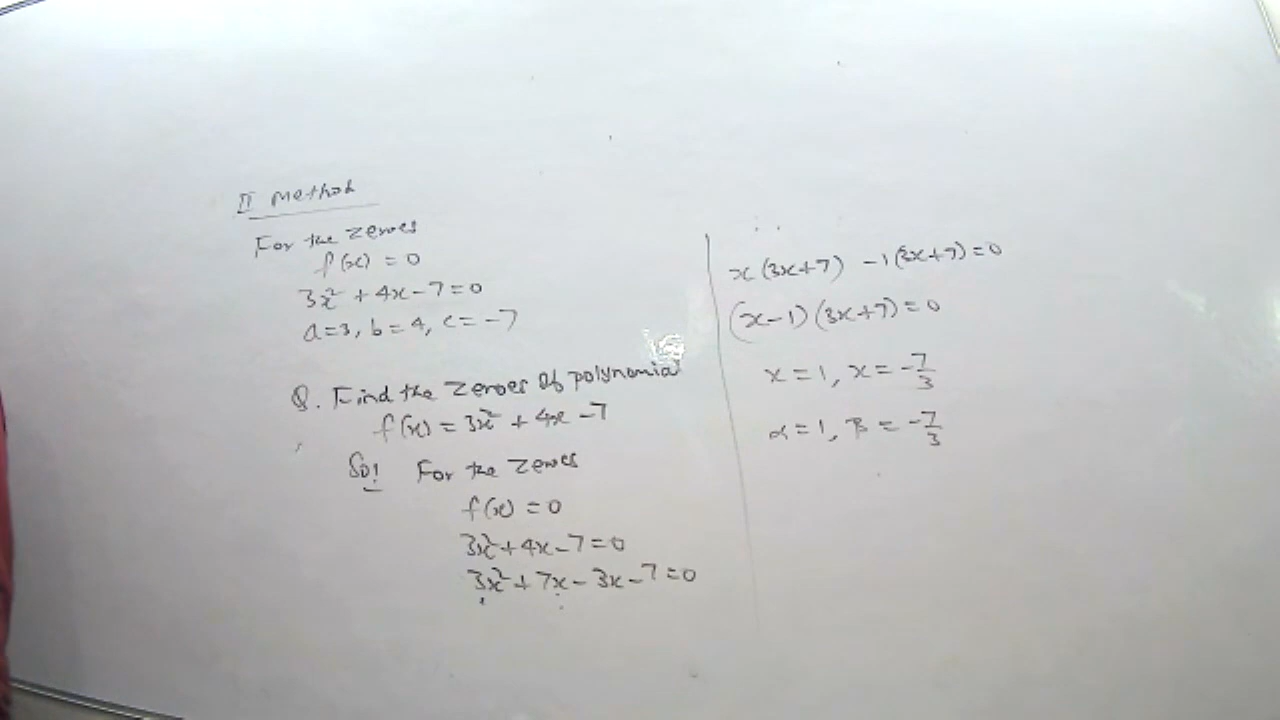 II Method
For the zeroes
f(x) = 0
3x² + 4x - 7 = 0
a=3, b = 4, c = -7
Q. Find the zeroes of polynomial
f(x) = 3x² + 4x - 7
Sol For the zeroes
f(x) = 0
3x² + 4x - 7 = 0
3x² + 7x - 3x - 7 = 0
x(3x+7) - 1(3x+7) = 0
(x-1)(3x+7) = 0
x = 1, x = -7/3
α = 1, β = -7/3